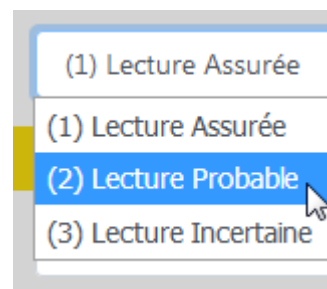 (1) Lecture Assurée
(1) Lecture Assurée
(2) Lecture Probable
(3) Lecture Incertaine